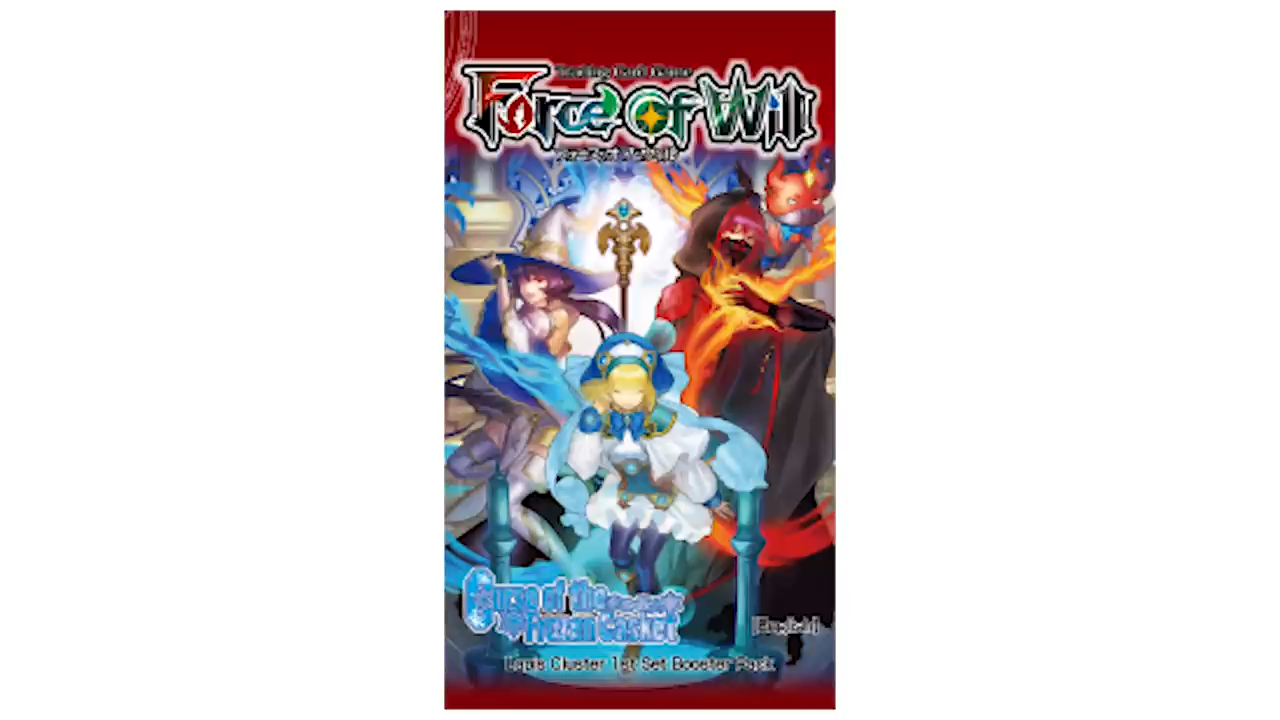 Trading Card Game
Force Of Will
Curse of the
Frozen Casket
[English]
Lapis Cluster 1st Set Booster Pack